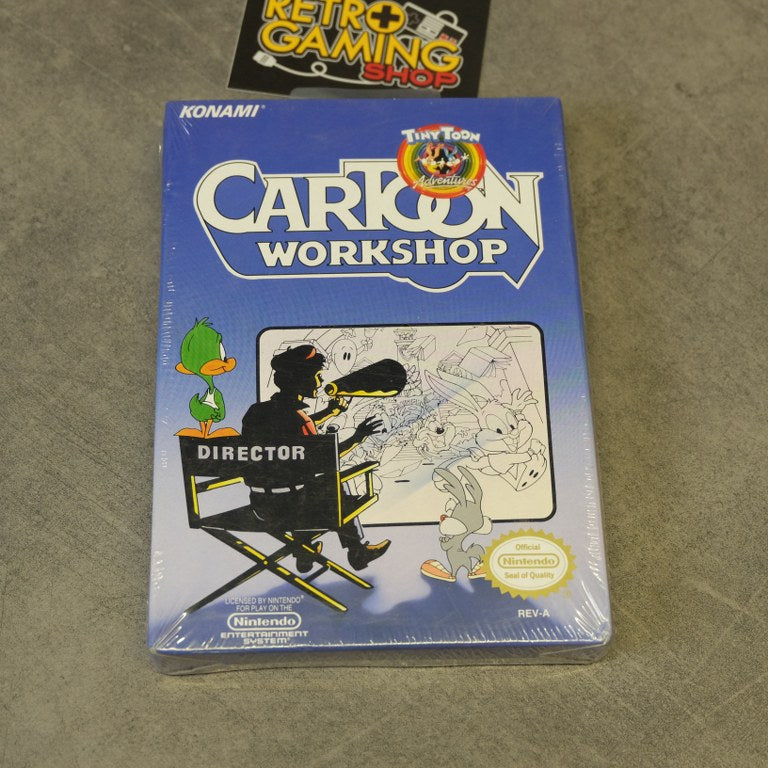 RETRO
GAMING
SHOP
KONAMI®
TINY TOON
Adventures
CARTOON
WORKSHOP
DIRECTOR
Official
Nintendo
Seal of Quality
LICENSED BY NINTENDO®
FOR PLAY ON THE
Nintendo
ENTERTAINMENT
SYSTEM®
REV-A